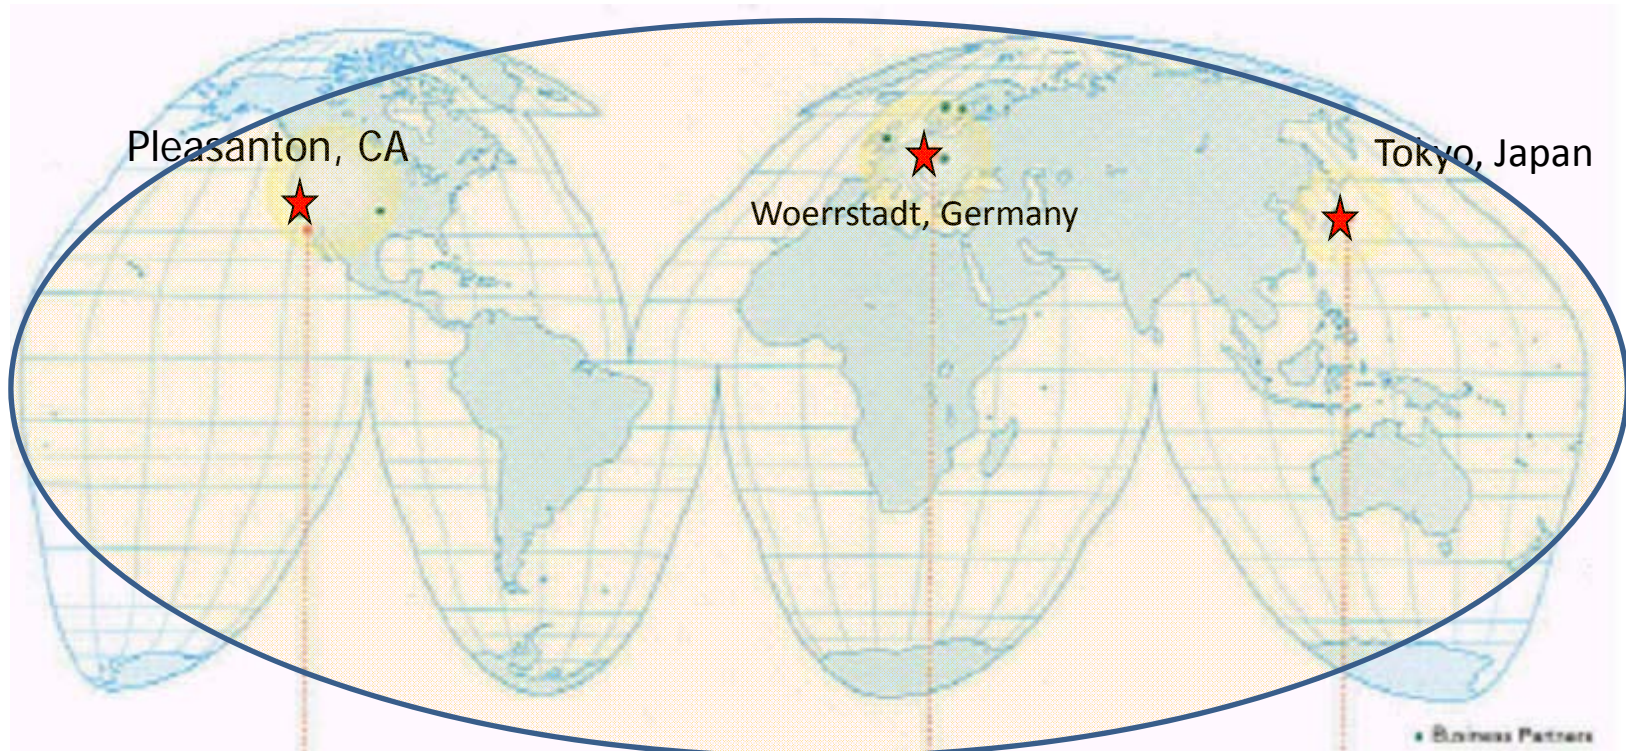 Pleasanton, CA
Tokyo, Japan
Woerrstadt, Germany
Business Partners